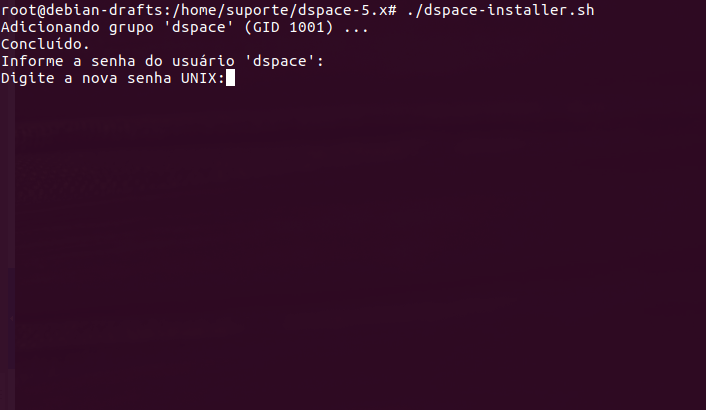 root@debian-drafts:/home/suporte/dspace-5.x# ./dspace-installer.sh
Adicionando grupo 'dspace' (GID 1001) ...
Concluído.
Informe a senha do usuário 'dspace':
Digite a nova senha UNIX: